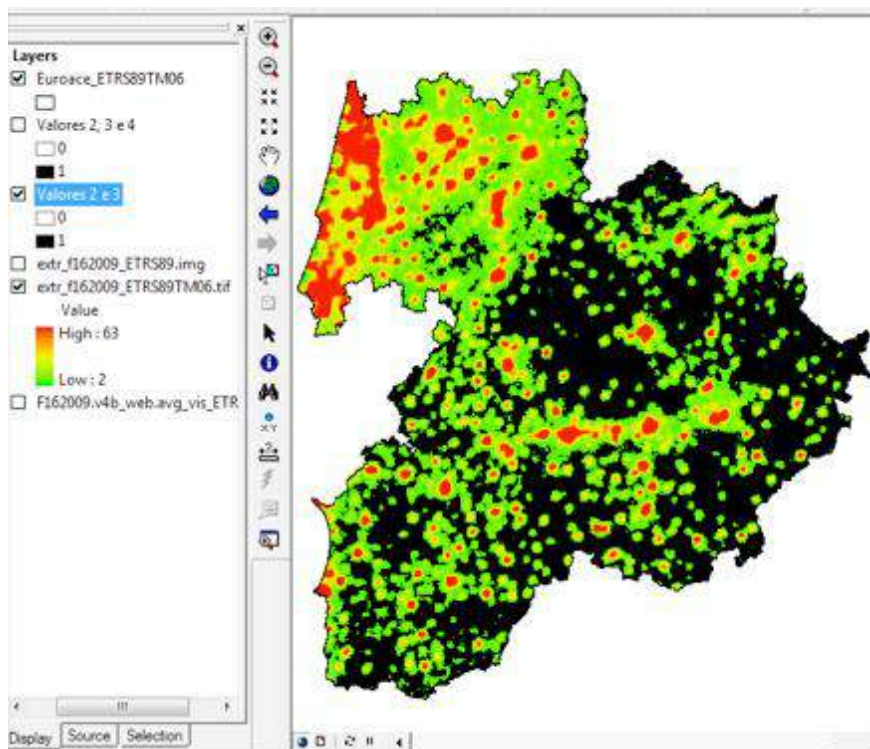 Layers
Euroace_ETRS89TM06
Valores 2, 3 e 4
0
1
Valores 2 e 3
0
1
extr_f162009_ETRS89.img
extr_f162009_ETRS89TM06.tif
Value
High : 63
Low : 2
F162009.v4b_web.avg_vis_ETR
XY
Display Source Selection